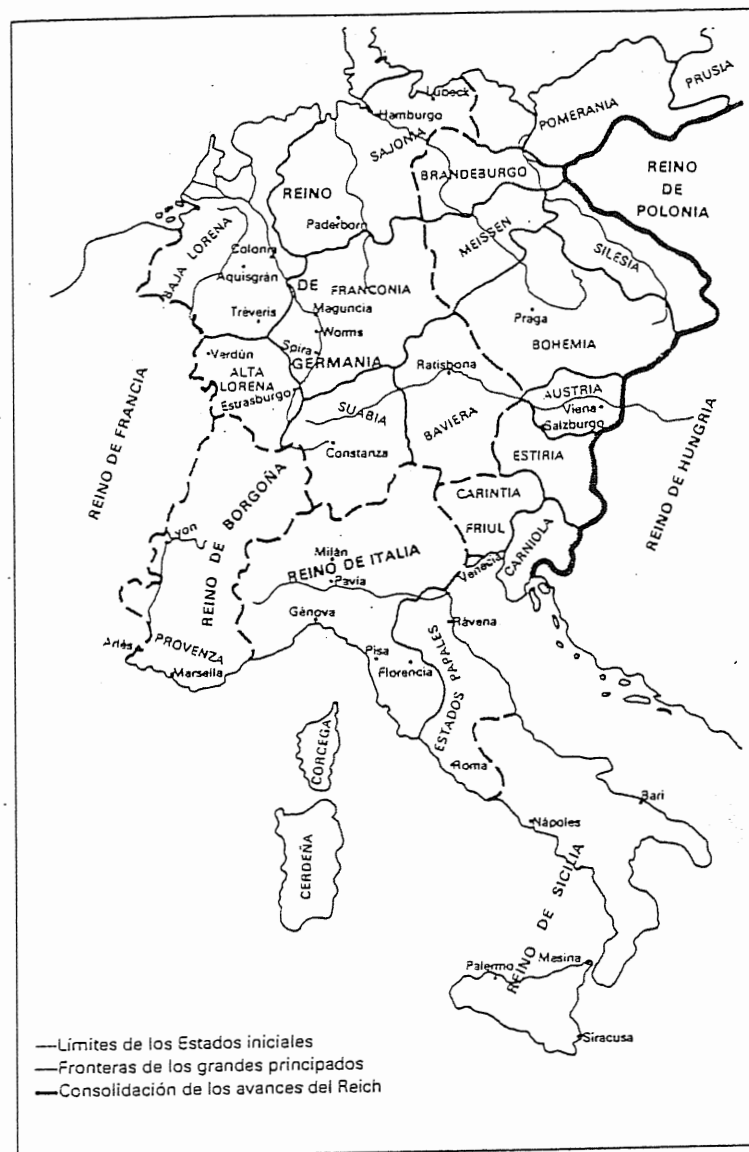 PRUSIA
Lübeck
Hamburgo
POMERANIA
SAJONIA
BRANDEBURGO
REINO
DE
POLONIA
REINO
Paderborn
MEISSEN
SILESIA
BAJA LORENA
Colonia
Aquisgrán
DE
FRANCONIA
Tréveris
Maguncia
Worms
Praga
BOHEMIA
Spira
GERMANIA
Verdún
ALTA
LORENA
Ratisbona
Estrasburgo
SUABIA
AUSTRIA
Viena
Salzburgo
BAVIERA
Constanza
ESTIRIA
REINO DE FRANCIA
REINO DE HUNGRIA
REINO DE BORGOÑA
CARINTIA
FRIUL
CARNIOLA
yon
Milán
REINO DE ITALIA
Pavía
Venecia
Génova
Rávena
Arlés
PROVENZA
Marsella
Pisa
Florencia
ESTADOS PAPALES
CORCEGA
Roma
Bari
Nápoles
CERDEÑA
REINO DE SICILIA
Palermo
Masina
Siracusa
Límites de los Estados iniciales
Fronteras de los grandes principados
Consolidación de los avances del Reich